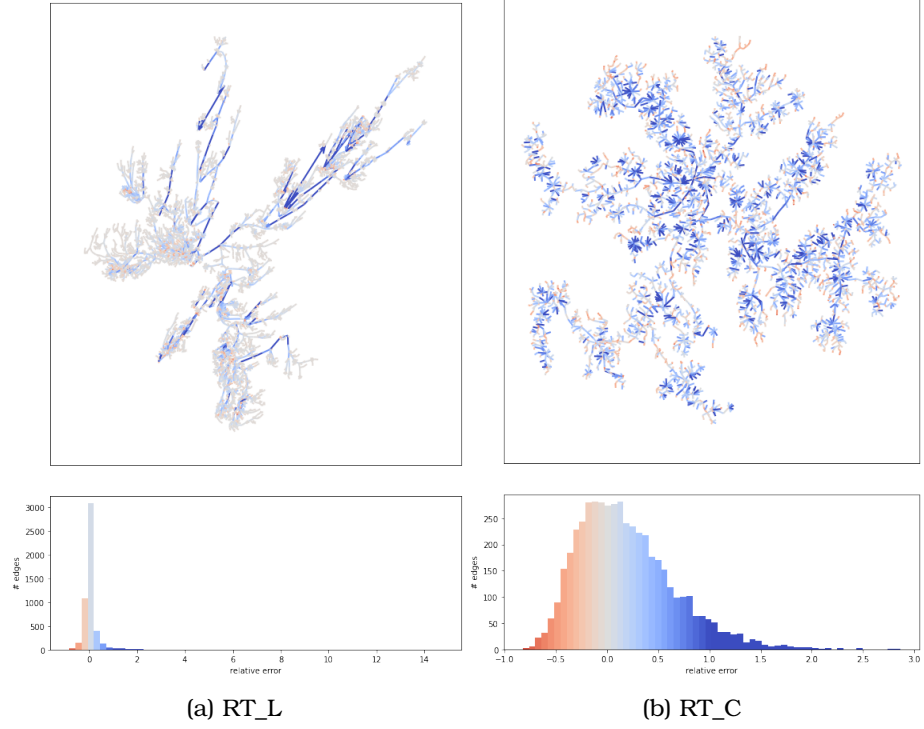 3000
2500
2000
1500
1000
500
0
# edges
0 2 4 6 8 10 12 14
relative error
250
200
150
100
50
0
# edges
−1.0 −0.5 0.0 0.5 1.0 1.5 2.0 2.5 3.0
relative error
(a) RT_L
(b) RT_C